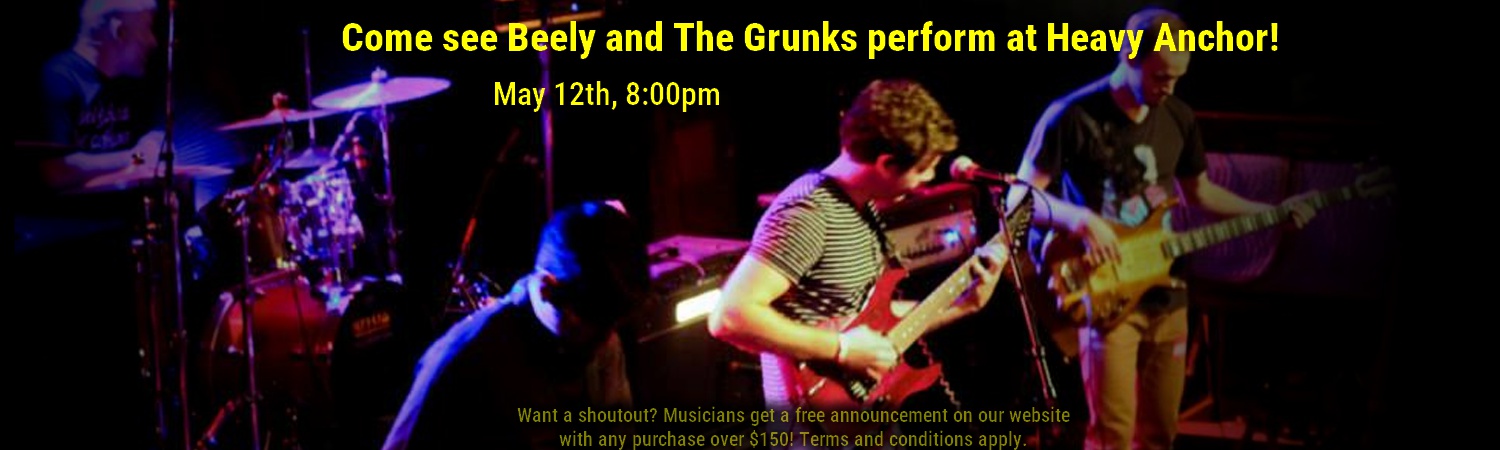 Come see Beely and The Grunks perform at Heavy Anchor!
May 12th, 8:00pm
Want a shoutout? Musicians get a free announcement on our website
with any purchase over $150! Terms and conditions apply.